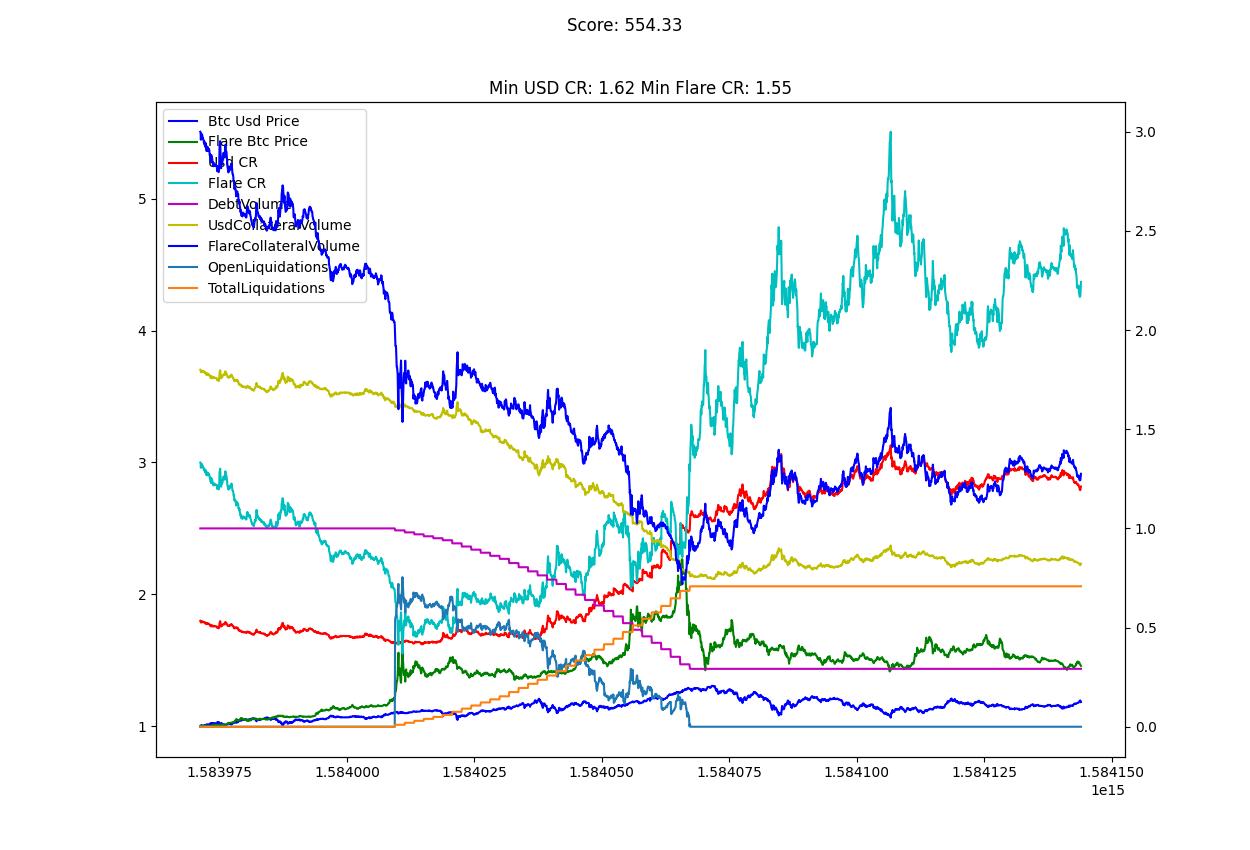 Score: 554.33
Min USD CR: 1.62 Min Flare CR: 1.55
Btc Usd Price
Flare Btc Price
Usd CR
Flare CR
DebtVolume
UsdCollateralVolume
FlareCollateralVolume
OpenLiquidations
TotalLiquidations
5
4
3
2
1
3.0
2.5
2.0
1.5
1.0
0.5
0.0
1.583975
1.584000
1.584025
1.584050
1.584075
1.584100
1.584125
1.584150
1e15